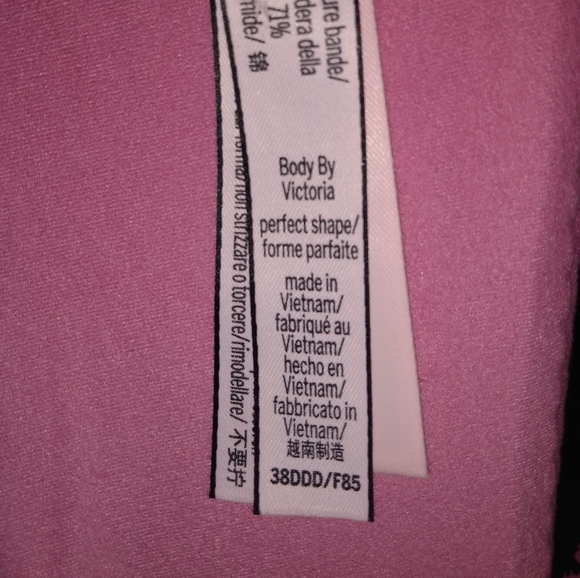 ure bande/
dera della
71%
mide/ 锦
Body By
Victoria
perfect shape/
forme parfaite
made in
Vietnam/
fabriqué au
Vietnam/
hecho en
Vietnam/
fabbricato in
Vietnam/
越南制造
38DDD/F85
strizzare o torcere/rimodellare/ 不要拧